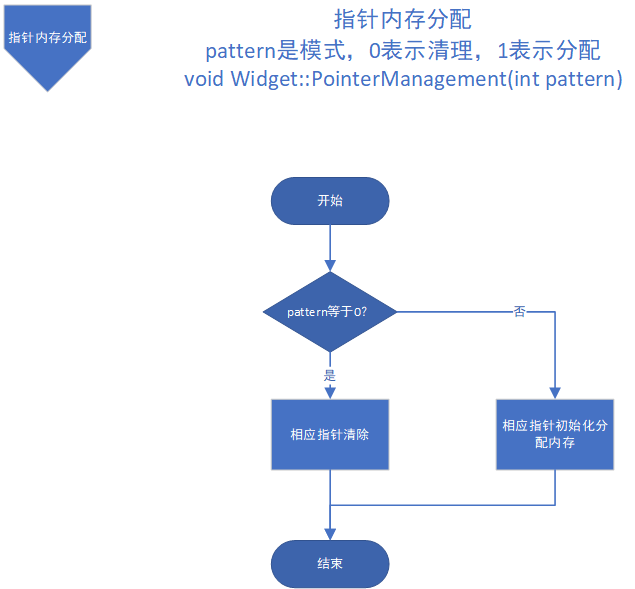 指针内存分配
指针内存分配
pattern是模式，0表示清理，1表示分配
void Widget::PointerManagement(int pattern)
开始
pattern等于0?
否
是
相应指针清除
相应指针初始化分
配内存
结束